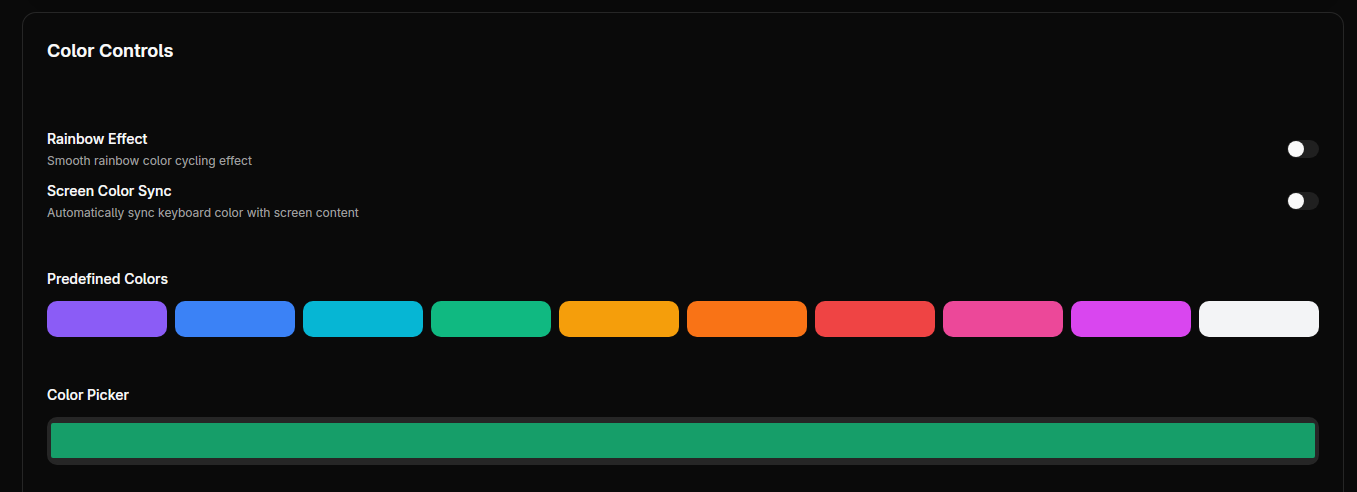 Color Controls
Rainbow Effect
Smooth rainbow color cycling effect
Screen Color Sync
Automatically sync keyboard color with screen content
Predefined Colors
Color Picker